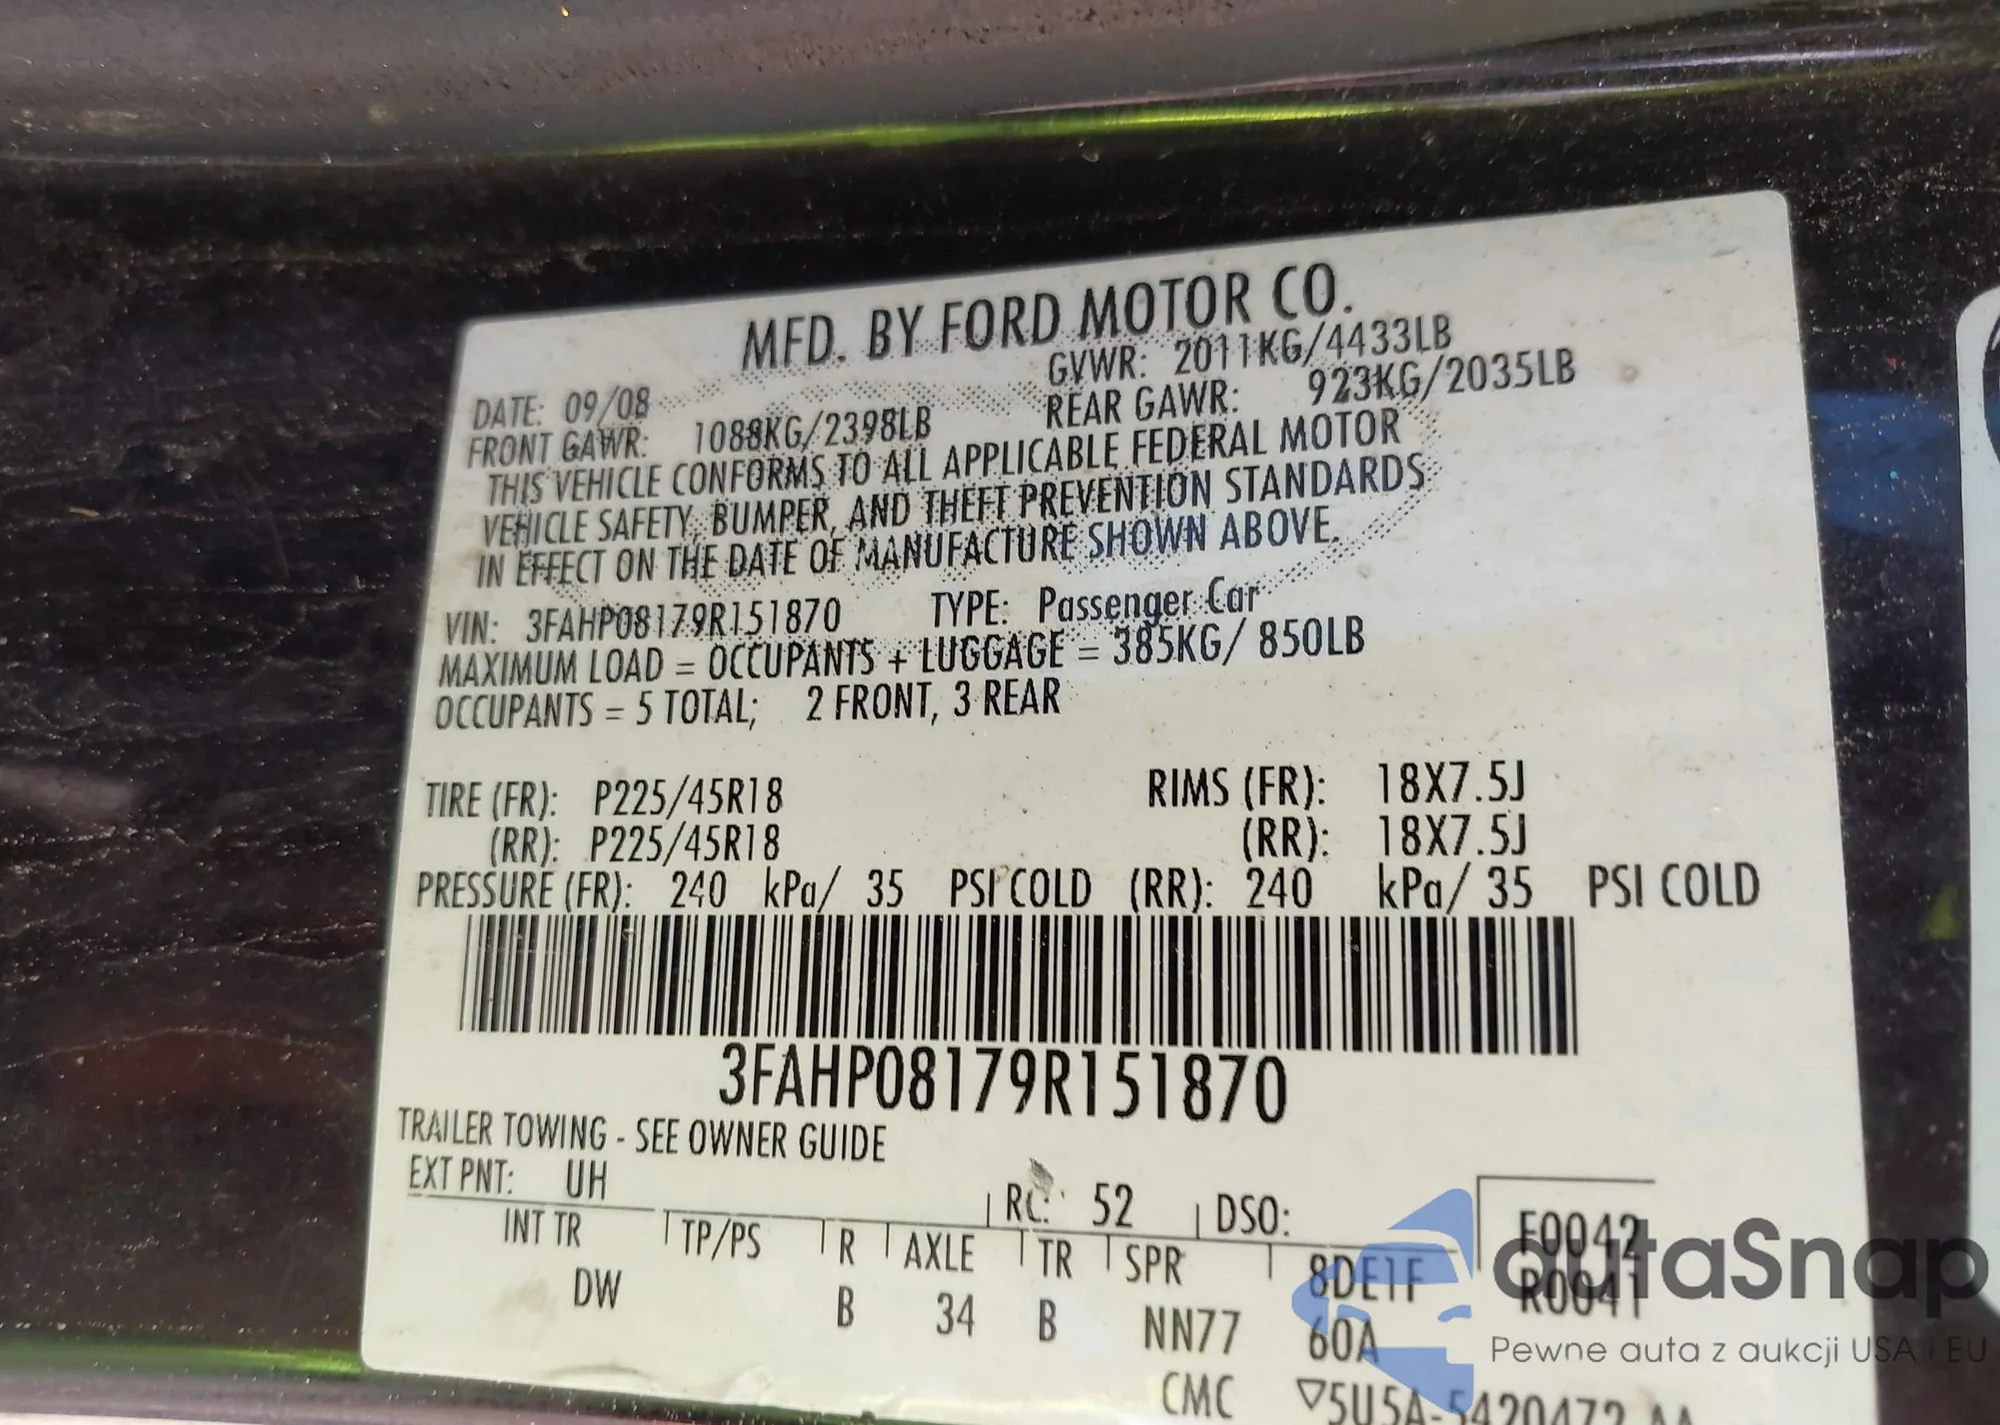 MFD. BY FORD MOTOR CO.
DATE: 09/08 GVWR: 2011KG/4433LB
FRONT GAWR: 1088KG/2398LB REAR GAWR: 923KG/2035LB
THIS VEHICLE CONFORMS TO ALL APPLICABLE FEDERAL MOTOR
VEHICLE SAFETY, BUMPER, AND THEFT PREVENTION STANDARDS
IN EFFECT ON THE DATE OF MANUFACTURE SHOWN ABOVE.
VIN: 3FAHP08179R151870 TYPE: Passenger Car
MAXIMUM LOAD = OCCUPANTS + LUGGAGE = 385KG/ 850LB
OCCUPANTS = 5 TOTAL; 2 FRONT, 3 REAR
TIRE (FR): P225/45R18 RIMS (FR): 18X7.5J
(RR): P225/45R18 (RR): 18X7.5J
PRESSURE (FR): 240 kPa/ 35 PSI COLD (RR): 240 kPa/ 35 PSI COLD
3FAHP08179R151870
TRAILER TOWING - SEE OWNER GUIDE
EXT PNT: UH RC: 52 DSO: F0042
INT TR TP/PS R AXLE TR SPR 8DE1F R0041
DW B 34 B NN77 60A
CMC ▽5U5A-5420472-AA
autaSnap
Pewne auta z aukcji USA i EU